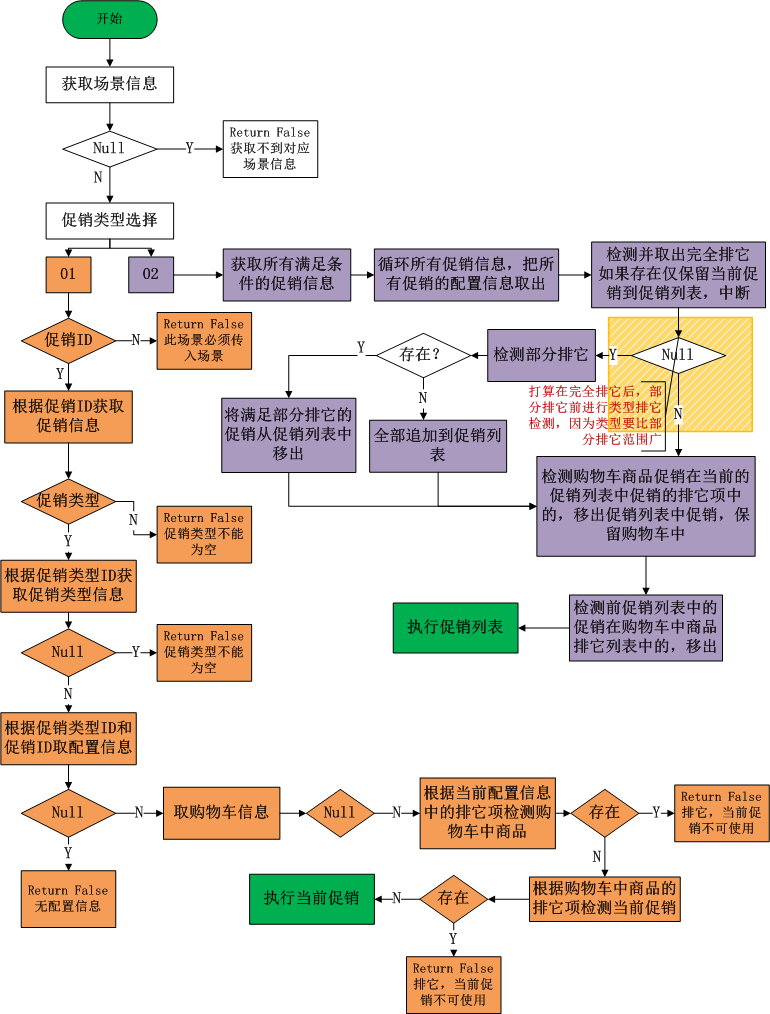 开始
获取场景信息
Null
Y
Return False
获取不到对应
场景信息
N
促销类型选择
01
02
获取所有满足条
件的促销信息
循环所有促销信息，把所
有促销的配置信息取出
检测并取出完全排它
如果存在仅保留当前促
销到促销列表，中断
促销ID
N
Return False
此场景必须传
入场景
Y
Null
Y
检测部分排它
存在？
Y
N
N
打算在完全排它后，部
分排它前进行类型排它
检测，因为类型要比部
分排它范围广
根据促销ID获取
促销信息
将满足部分排它的
促销从促销列表中
移出
全部追加到促销列
表
检测购物车商品促销在当前的
促销列表中促销的排它项中
的，移出促销列表中促销，保
留购物车中
促销类型
N
Return False
促销类型不能
为空
Y
根据促销类型ID获
取促销类型信息
执行促销列表
检测前促销列表中的
促销在购物车中商品
排它列表中的，移出
Null
Y
Return False
促销类型不能
为空
N
根据促销类型ID和
促销ID取配置信息
Null
N
取购物车信息
Null
N
根据当前配置信息
中的排它项检测购
物车中商品
存在
Y
Return False
排它，当前促
销不可使用
Y
N
Return False
无配置信息
执行当前促销
N
存在
根据购物车中商品的
排它项检测当前促销
Y
Return False
排它，当前促
销不可使用